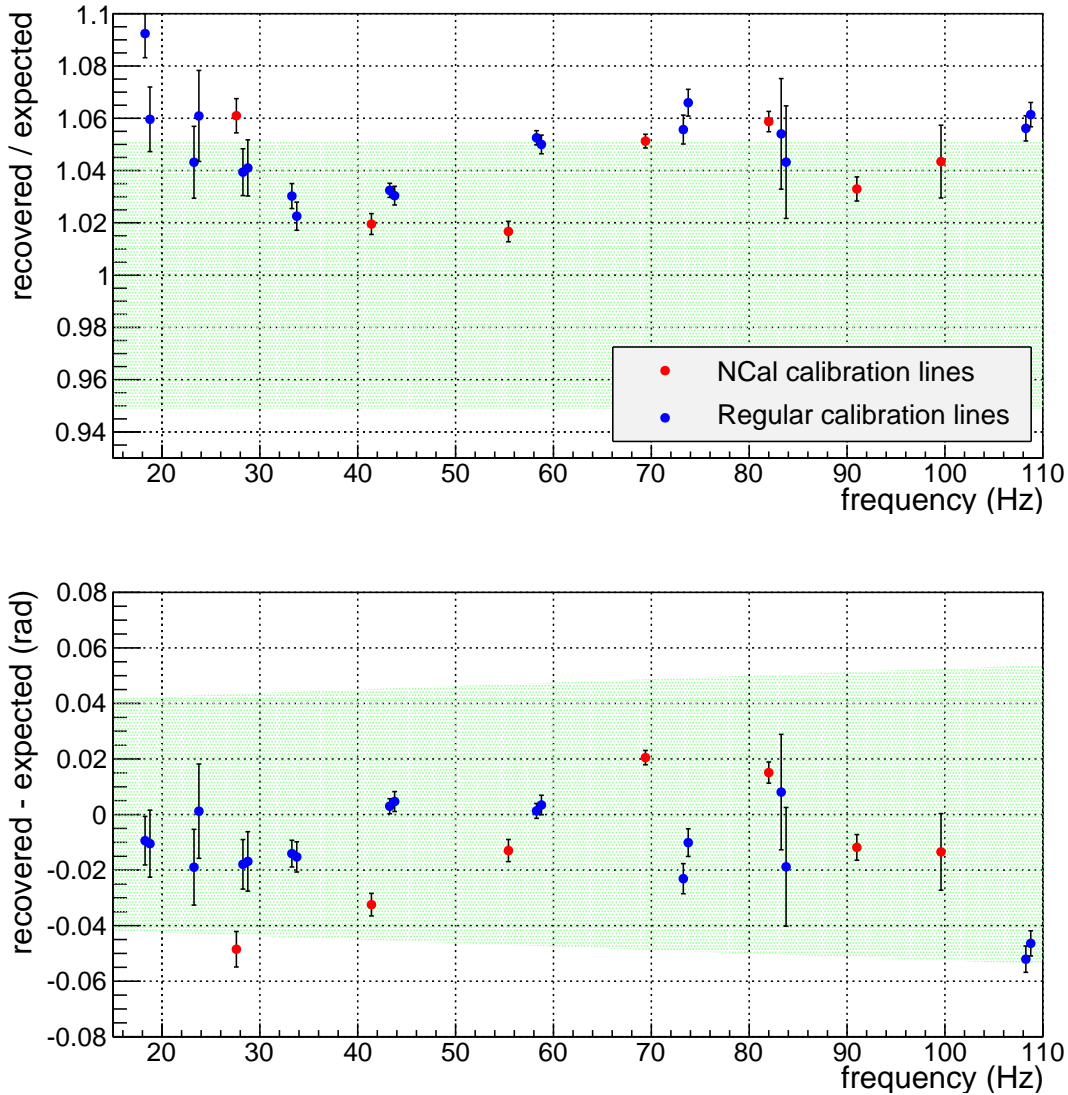 recovered / expected
1.1
1.08
1.06
1.04
1.02
1
0.98
0.96
0.94
NCal calibration lines
Regular calibration lines
20 30 40 50 60 70 80 90 100 110
frequency (Hz)
recovered - expected (rad)
0.08
0.06
0.04
0.02
0
-0.02
-0.04
-0.06
-0.08
20 30 40 50 60 70 80 90 100 110
frequency (Hz)